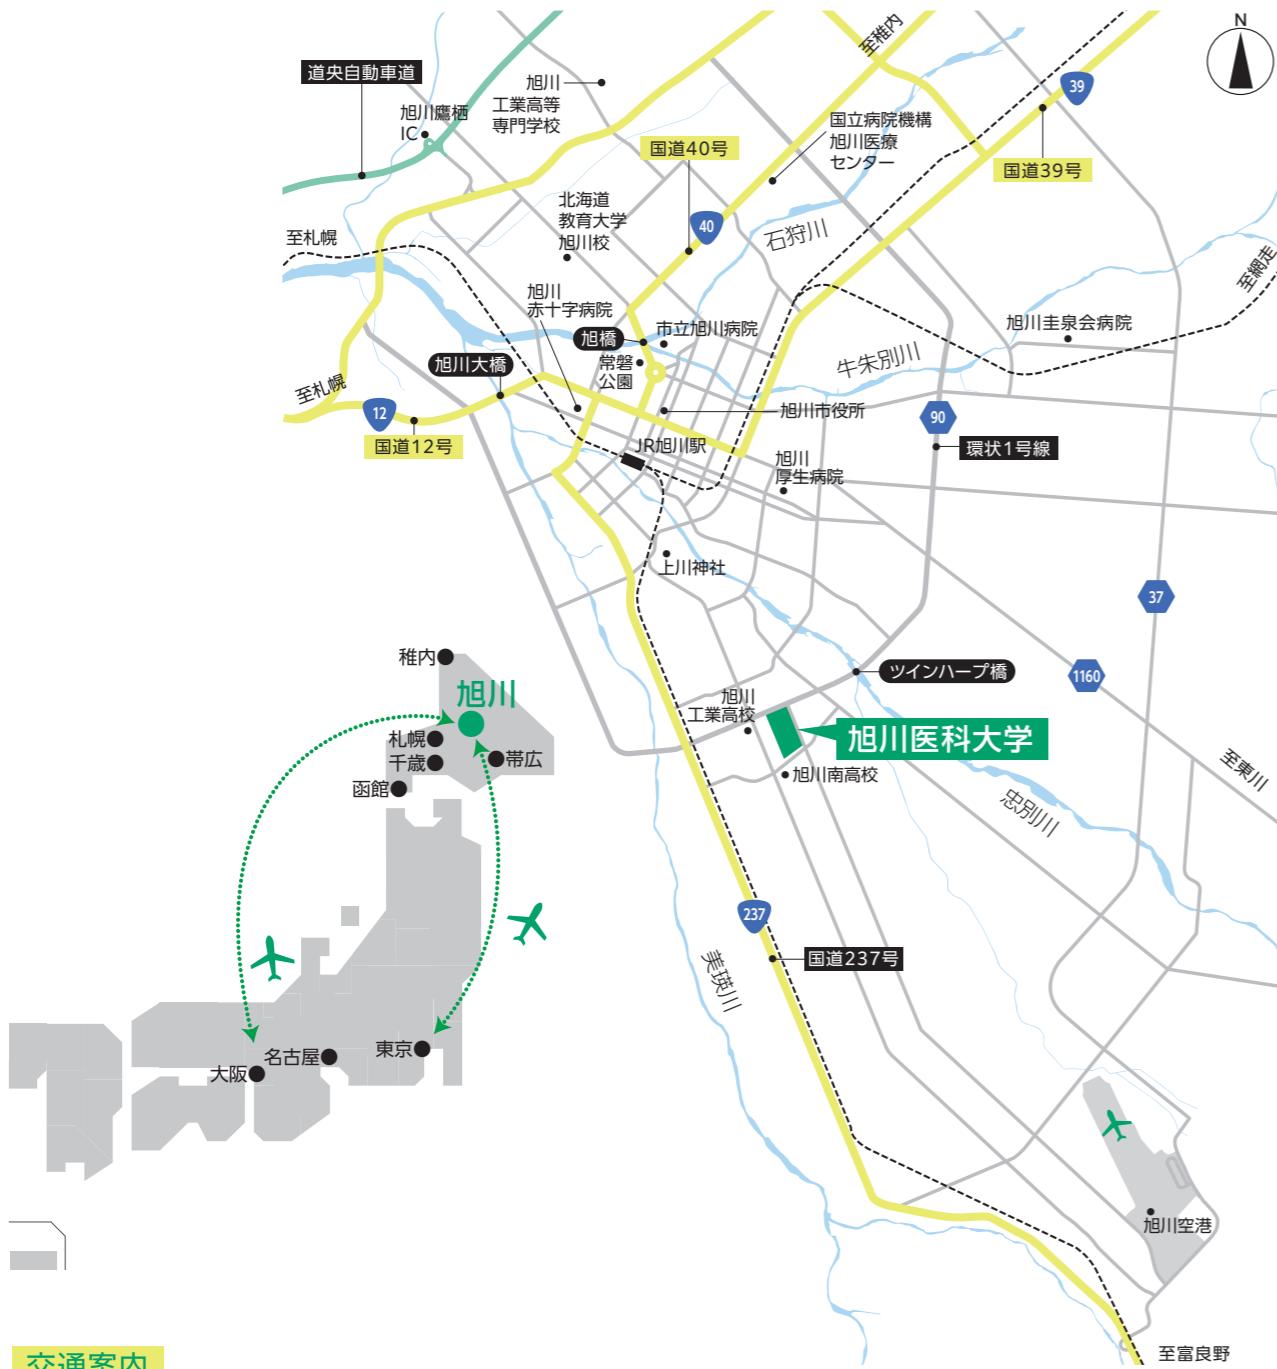 N
至稚内
39
道央自動車道
旭川
工業高等
専門学校
旭川鷹栖
IC
国立病院機構
旭川医療
センター
国道40号
国道39号
北海道
教育大学
旭川校
40
石狩川
至札幌
至網走
旭川
赤十字病院
旭橋
市立旭川病院
旭川圭泉会病院
常磐
公園
牛朱別川
旭川大橋
至札幌
12
国道12号
旭川市役所
90
環状1号線
JR旭川駅
旭川
厚生病院
上川神社
37
ツインハープ橋
1160
稚内
旭川
札幌
千歳
帯広
函館
旭川
工業高校
旭川医科大学
旭川南高校
至東川
忠別川
237
国道237号
美瑛川
東京
名古屋
大阪
旭川空港
至富良野
交通案内